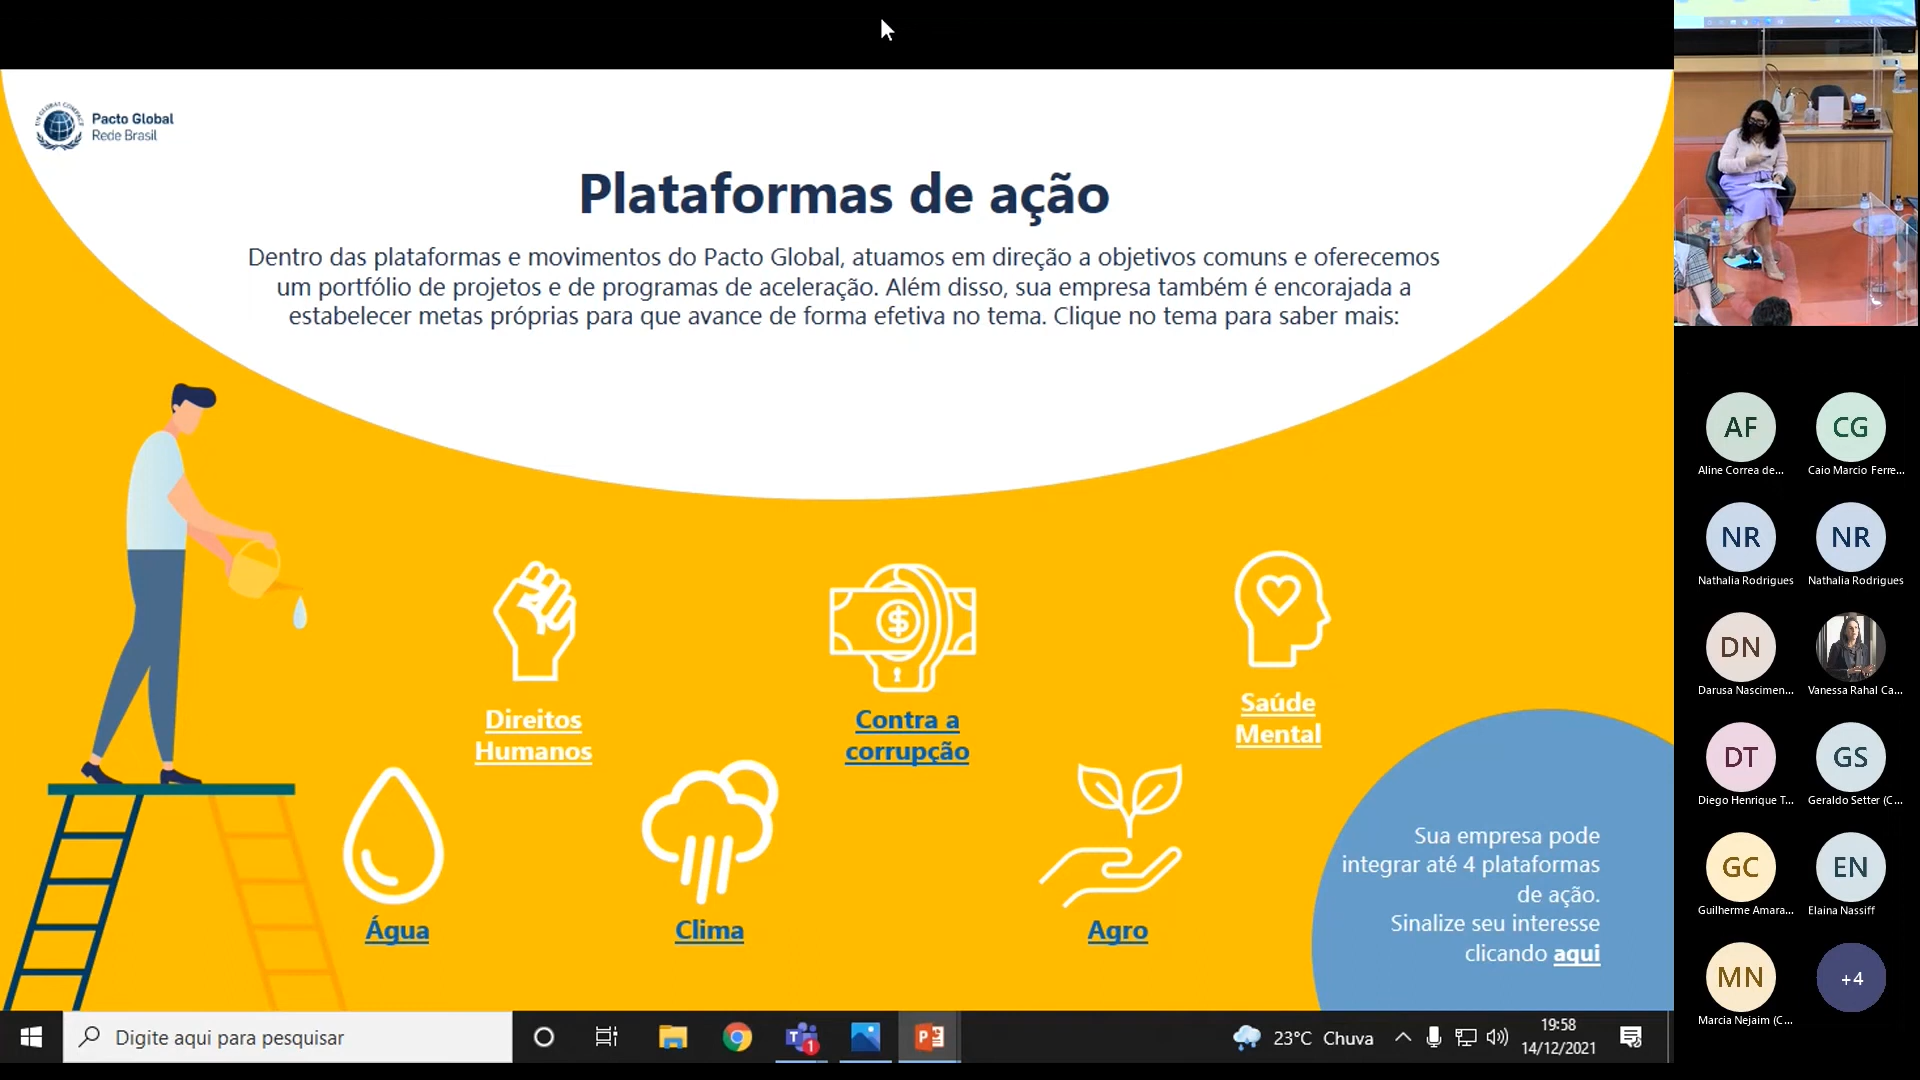 Pacto Global
Rede Brasil
Plataformas de ação
Dentro das plataformas e movimentos do Pacto Global, atuamos em direção a objetivos comuns e oferecemos
um portfólio de projetos e de programas de aceleração. Além disso, sua empresa também é encorajada a
estabelecer metas próprias para que avance de forma efetiva no tema. Clique no tema para saber mais:
Direitos
Humanos
Contra a
corrupção
Saúde
Mental
Água
Clima
Agro
Sua empresa pode
integrar até 4 plataformas
de ação.
Sinalize seu interesse
clicando aqui
AF
Aline Correa de...
CG
Caio Marcio Ferre...
NR
Nathalia Rodrigues
NR
Nathalia Rodrigues
DN
Darusa Nascimen...
Vanessa Rahal Ca...
DT
Diego Henrique T...
GS
Geraldo Setter (C...
GC
Guilherme Amara...
EN
Elaina Nassiff
MN
Marcia Nejaim (C...
+4
Digite aqui para pesquisar
1
23°C Chuva
19:58
14/12/2021